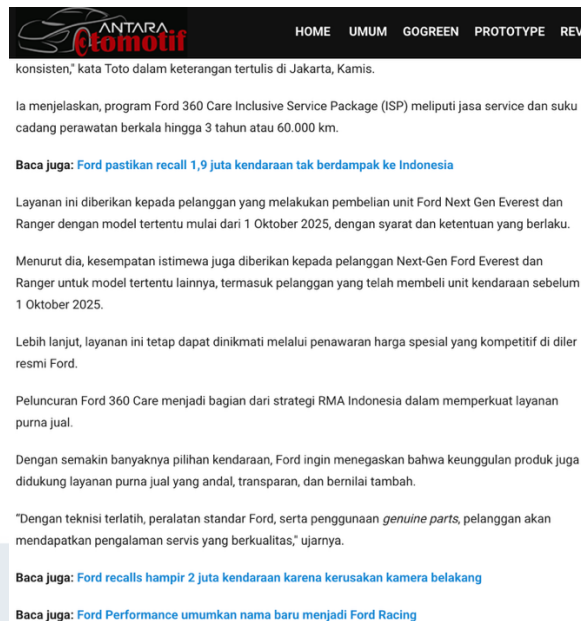 ANTARA
Otomotif
HOME UMUM GOGREEN PROTOTYPE REV
konsisten," kata Toto dalam keterangan tertulis di Jakarta, Kamis.
Ia menjelaskan, program Ford 360 Care Inclusive Service Package (ISP) meliputi jasa service dan suku
cadang perawatan berkala hingga 3 tahun atau 60.000 km.
Baca juga: Ford pastikan recall 1,9 juta kendaraan tak berdampak ke Indonesia
Layanan ini diberikan kepada pelanggan yang melakukan pembelian unit Ford Next Gen Everest dan
Ranger dengan model tertentu mulai dari 1 Oktober 2025, dengan syarat dan ketentuan yang berlaku.
Menurut dia, kesempatan istimewa juga diberikan kepada pelanggan Next-Gen Ford Everest dan
Ranger untuk model tertentu lainnya, termasuk pelanggan yang telah membeli unit kendaraan sebelum
1 Oktober 2025.
Lebih lanjut, layanan ini tetap dapat dinikmati melalui penawaran harga spesial yang kompetitif di diler
resmi Ford.
Peluncuran Ford 360 Care menjadi bagian dari strategi RMA Indonesia dalam memperkuat layanan
purna jual.
Dengan semakin banyaknya pilihan kendaraan, Ford ingin menegaskan bahwa keunggulan produk juga
didukung layanan purna jual yang andal, transparan, dan bernilai tambah.
"Dengan teknisi terlatih, peralatan standar Ford, serta penggunaan genuine parts, pelanggan akan
mendapatkan pengalaman servis yang berkualitas," ujarnya.
Baca juga: Ford recalls hampir 2 juta kendaraan karena kerusakan kamera belakang
Baca juga: Ford Performance umumkan nama baru menjadi Ford Racing